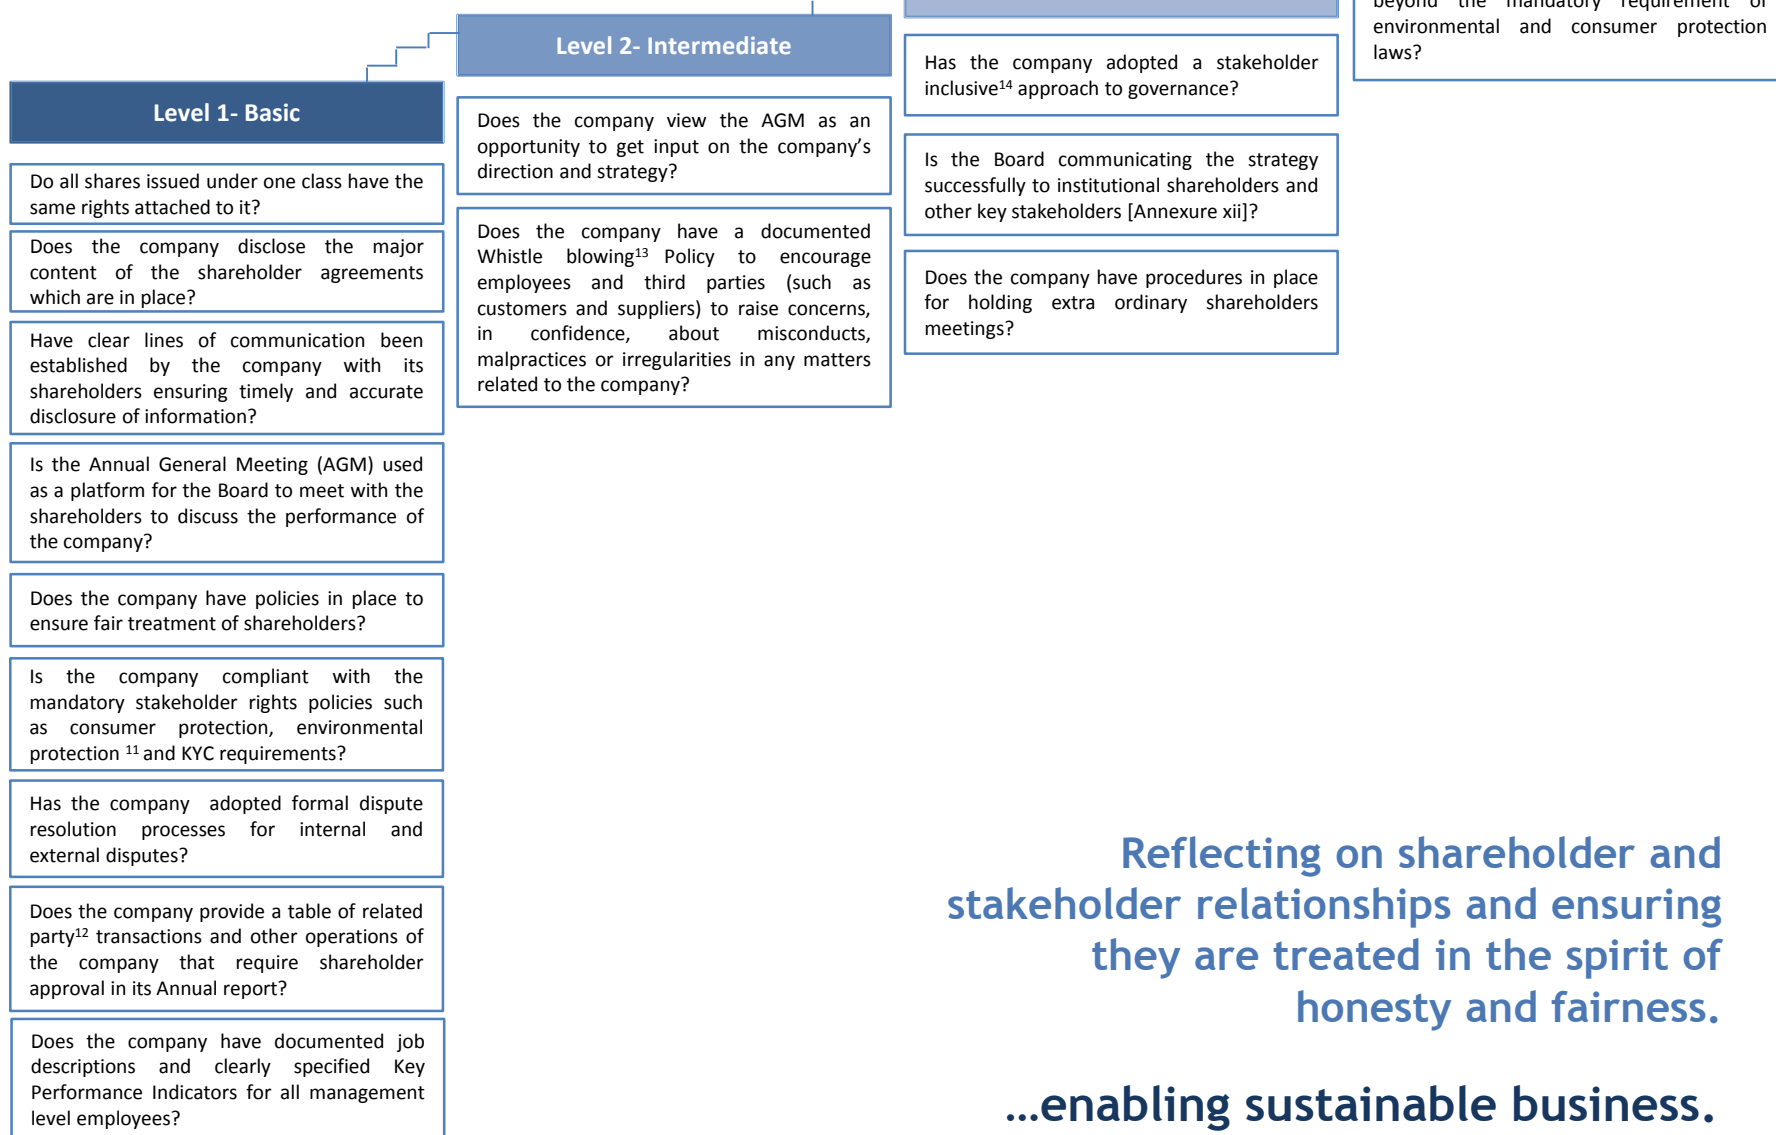 Level 1- Basic
Do all shares issued under one class have the
same rights attached to it?
Does the company disclose the major
content of the shareholder agreements
which are in place?
Have clear lines of communication been
established by the company with its
shareholders ensuring timely and accurate
disclosure of information?
Is the Annual General Meeting (AGM) used
as a platform for the Board to meet with the
shareholders to discuss the performance of
the company?
Does the company have policies in place to
ensure fair treatment of shareholders?
Is the company compliant with the
mandatory stakeholder rights policies such
as consumer protection, environmental
protection 11 and KYC requirements?
Has the company adopted formal dispute
resolution processes for internal and
external disputes?
Does the company provide a table of related
party12 transactions and other operations of
the company that require shareholder
approval in its Annual report?
Does the company have documented job
descriptions and clearly specified Key
Performance Indicators for all management
level employees?
Level 2- Intermediate
Does the company view the AGM as an
opportunity to get input on the company’s
direction and strategy?
Does the company have a documented
Whistle blowing13 Policy to encourage
employees and third parties (such as
customers and suppliers) to raise concerns,
in confidence, about misconducts,
malpractices or irregularities in any matters
related to the company?
Has the company adopted a stakeholder
inclusive14 approach to governance?
Is the Board communicating the strategy
successfully to institutional shareholders and
other key stakeholders [Annexure xii]?
Does the company have procedures in place
for holding extra ordinary shareholders
meetings?
beyond the mandatory requirement of
environmental and consumer protection
laws?
Reflecting on shareholder and
stakeholder relationships and ensuring
they are treated in the spirit of
honesty and fairness.
…enabling sustainable business.